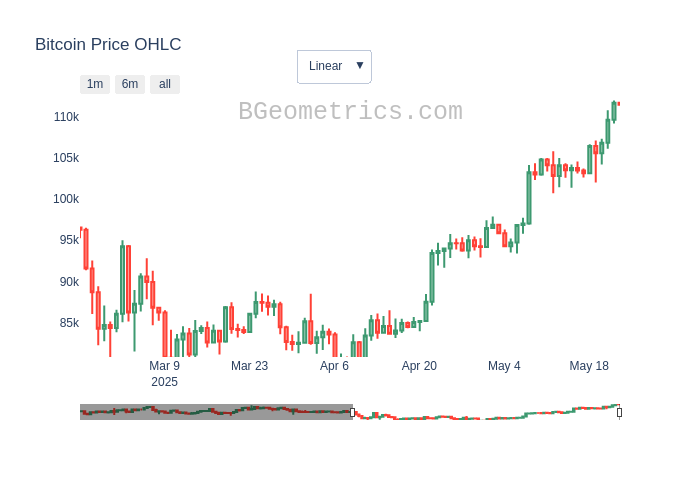 Bitcoin Price OHLC
Linear ▼
1m 6m all
BGeometrics.com
110k
105k
100k
95k
90k
85k
Mar 9 Mar 23 Apr 6 Apr 20 May 4 May 18
2025